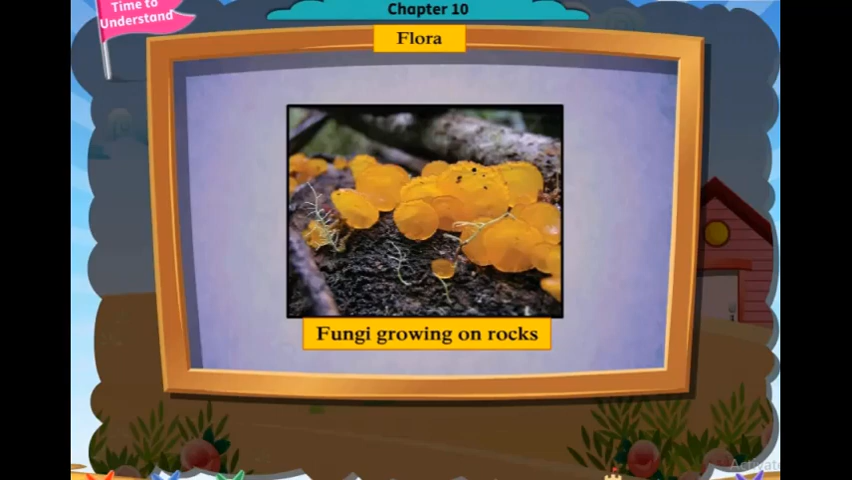 Time to
Understand
Chapter 10
Flora
Fungi growing on rocks